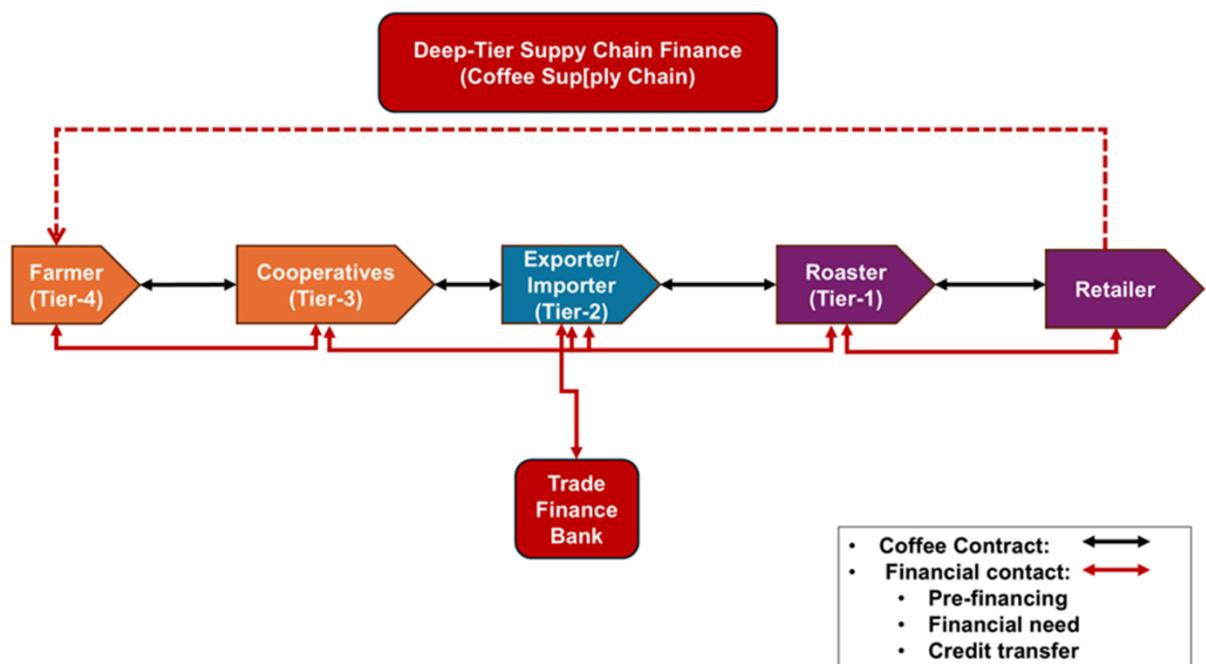 Deep-Tier Suppy Chain Finance
(Coffee Sup[ply Chain)
Farmer
(Tier-4)
Cooperatives
(Tier-3)
Exporter/
Importer
(Tier-2)
Roaster
(Tier-1)
Retailer
Trade
Finance
Bank
• Coffee Contract:
• Financial contact:
• Pre-financing
• Financial need
• Credit transfer